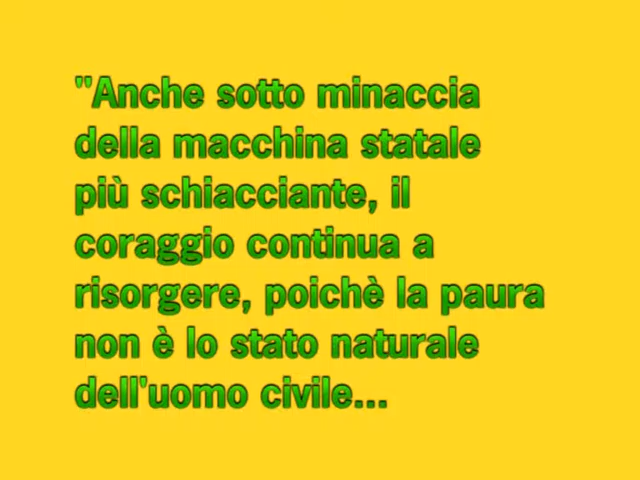 "Anche sotto minaccia
della macchina statale
più schiacciante, il
coraggio continua a
risorgere, poichè la paura
non è lo stato naturale
dell'uomo civile...